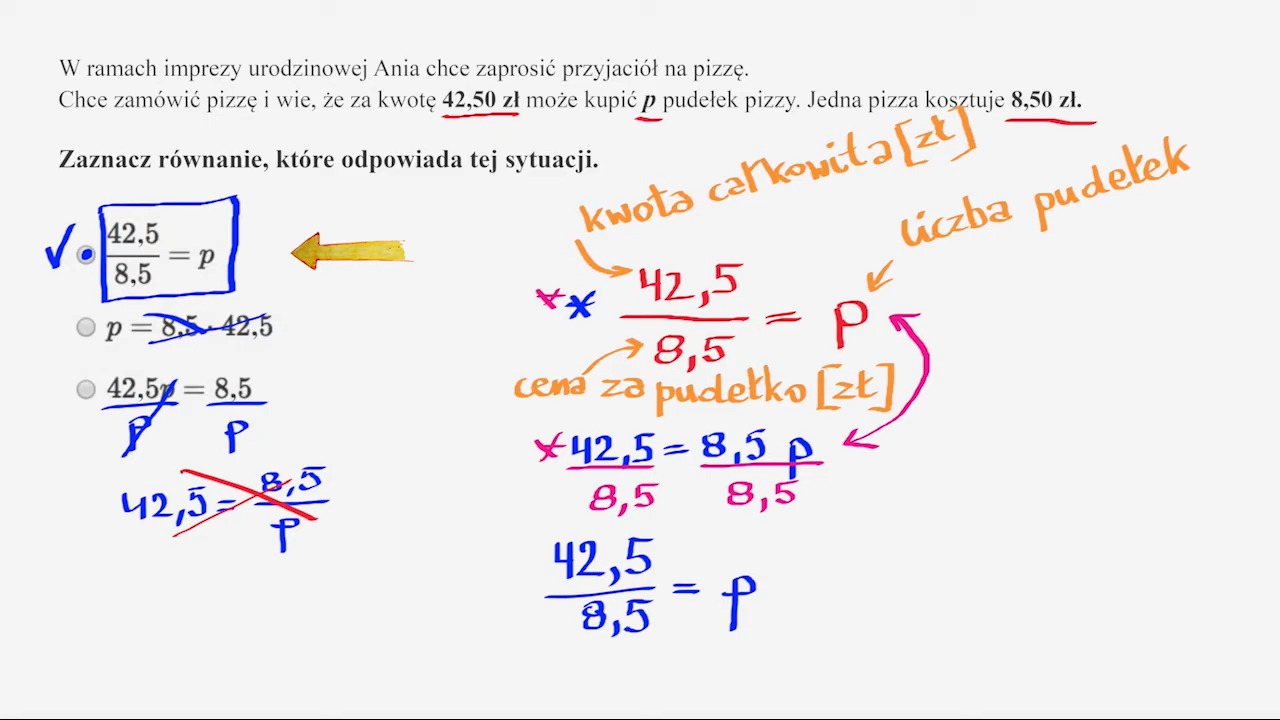 W ramach imprezy urodzinowej Ania chce zaprosić przyjaciół na pizzę.
Chce zamówić pizzę i wie, że za kwotę 42,50 zł może kupić p pudełek pizzy. Jedna pizza kosztuje 8,50 zł.
Zaznacz równanie, które odpowiada tej sytuacji.
42,5
8,5
= p
p = 8,5 · 42,5
42,5p = 8,5
p
p
42,5 = 8,5
p
kwota całkowita [zł]
liczba pudełek
** 42,5
8,5
= p
cena za pudełko [zł]
* 42,5 = 8,5 p
8,5
8,5
42,5
8,5
= p